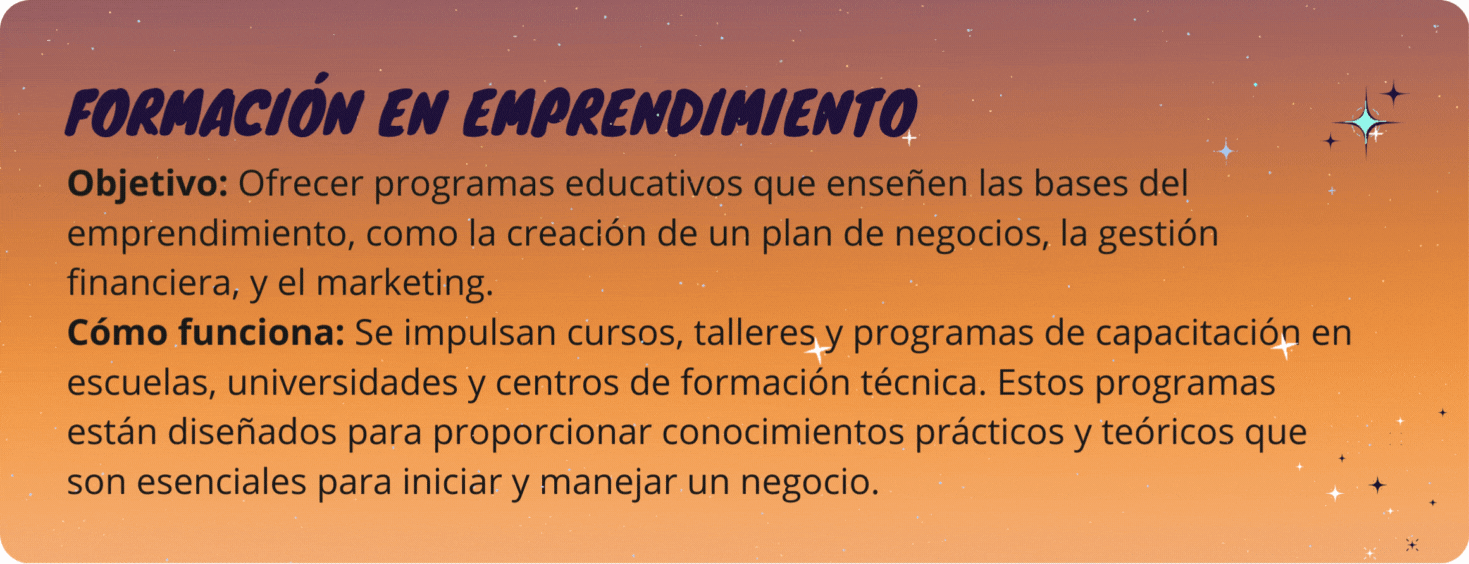 FORMACIÓN EN EMPRENDIMIENTO
Objetivo: Ofrecer programas educativos que enseñen las bases del
emprendimiento, como la creación de un plan de negocios, la gestión
financiera, y el marketing.
Cómo funciona: Se impulsan cursos, talleres y programas de capacitación en
escuelas, universidades y centros de formación técnica. Estos programas
están diseñados para proporcionar conocimientos prácticos y teóricos que
son esenciales para iniciar y manejar un negocio.